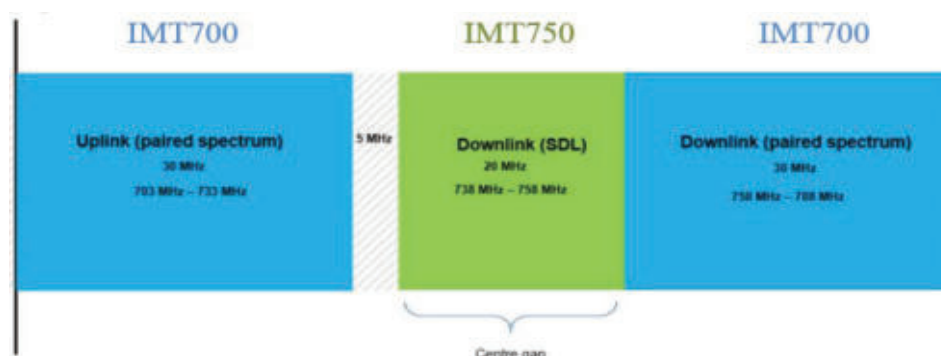 IMT700
IMT750
IMT700
Uplink (paired spectrum)
30 MHz
703 MHz – 733 MHz
5 MHz
Downlink (SDL)
20 MHz
738 MHz – 758 MHz
Downlink (paired spectrum)
30 MHz
758 MHz – 788 MHz
Centre gap